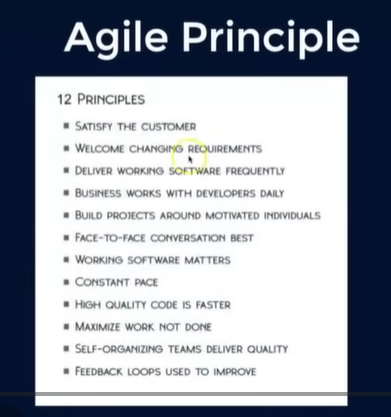 Agile Principle
12 Principles
Satisfy the customer
Welcome changing requirements
Deliver working software frequently
Business works with developers daily
Build projects around motivated individuals
Face-to-face conversation best
Working software matters
Constant pace
High quality code is faster
Maximize work not done
Self-organizing teams deliver quality
Feedback loops used to improve